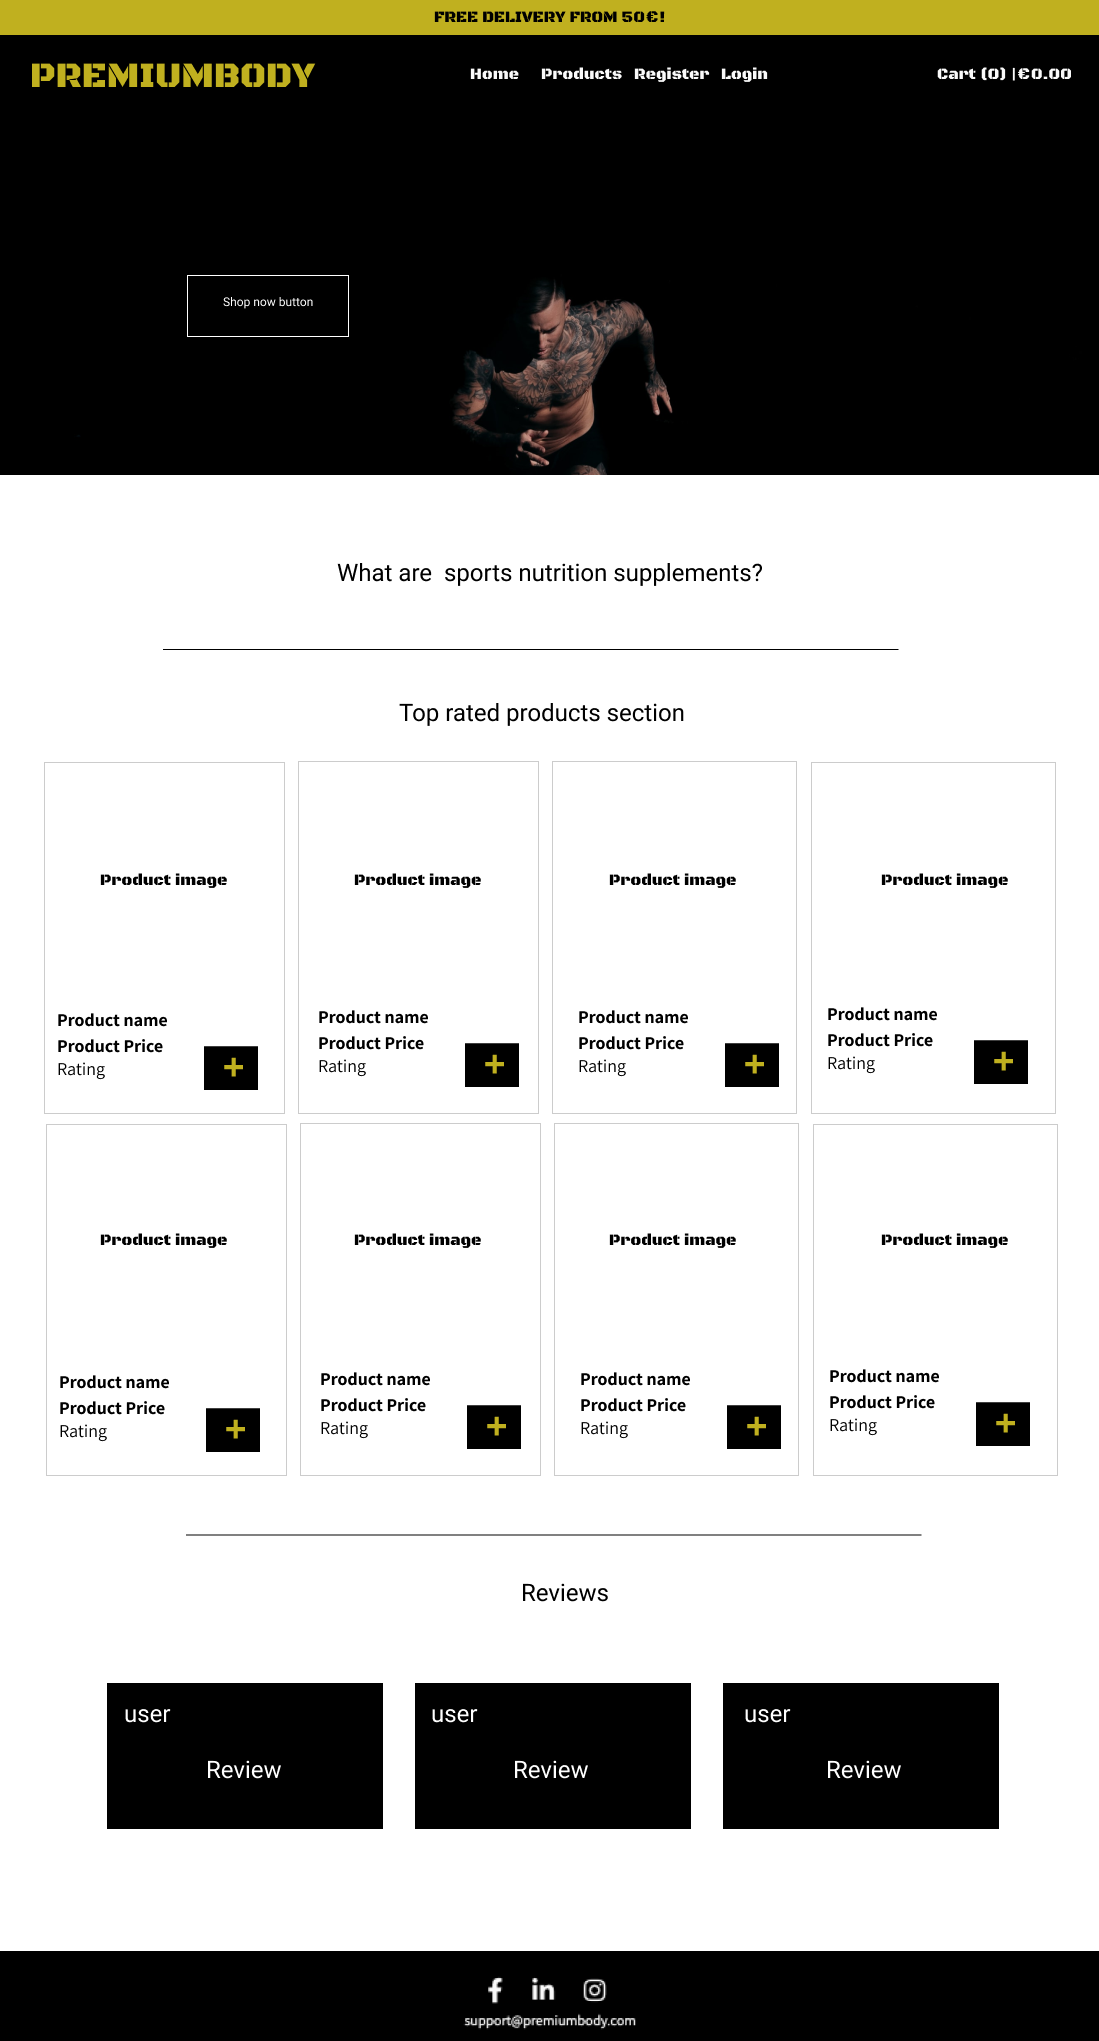 FREE DELIVERY FROM 50€!
PREMIUMBODY
Home Products Register Login
Cart (0) |€0.00
Shop now button
What are  sports nutrition supplements?
Top rated products section
Product image
Product name
Product Price
Rating
+
Product image
Product name
Product Price
Rating
+
Product image
Product name
Product Price
Rating
+
Product image
Product name
Product Price
Rating
+
Product image
Product name
Product Price
Rating
+
Product image
Product name
Product Price
Rating
+
Product image
Product name
Product Price
Rating
+
Product image
Product name
Product Price
Rating
+
Reviews
user
Review
user
Review
user
Review
support@premiumbody.com